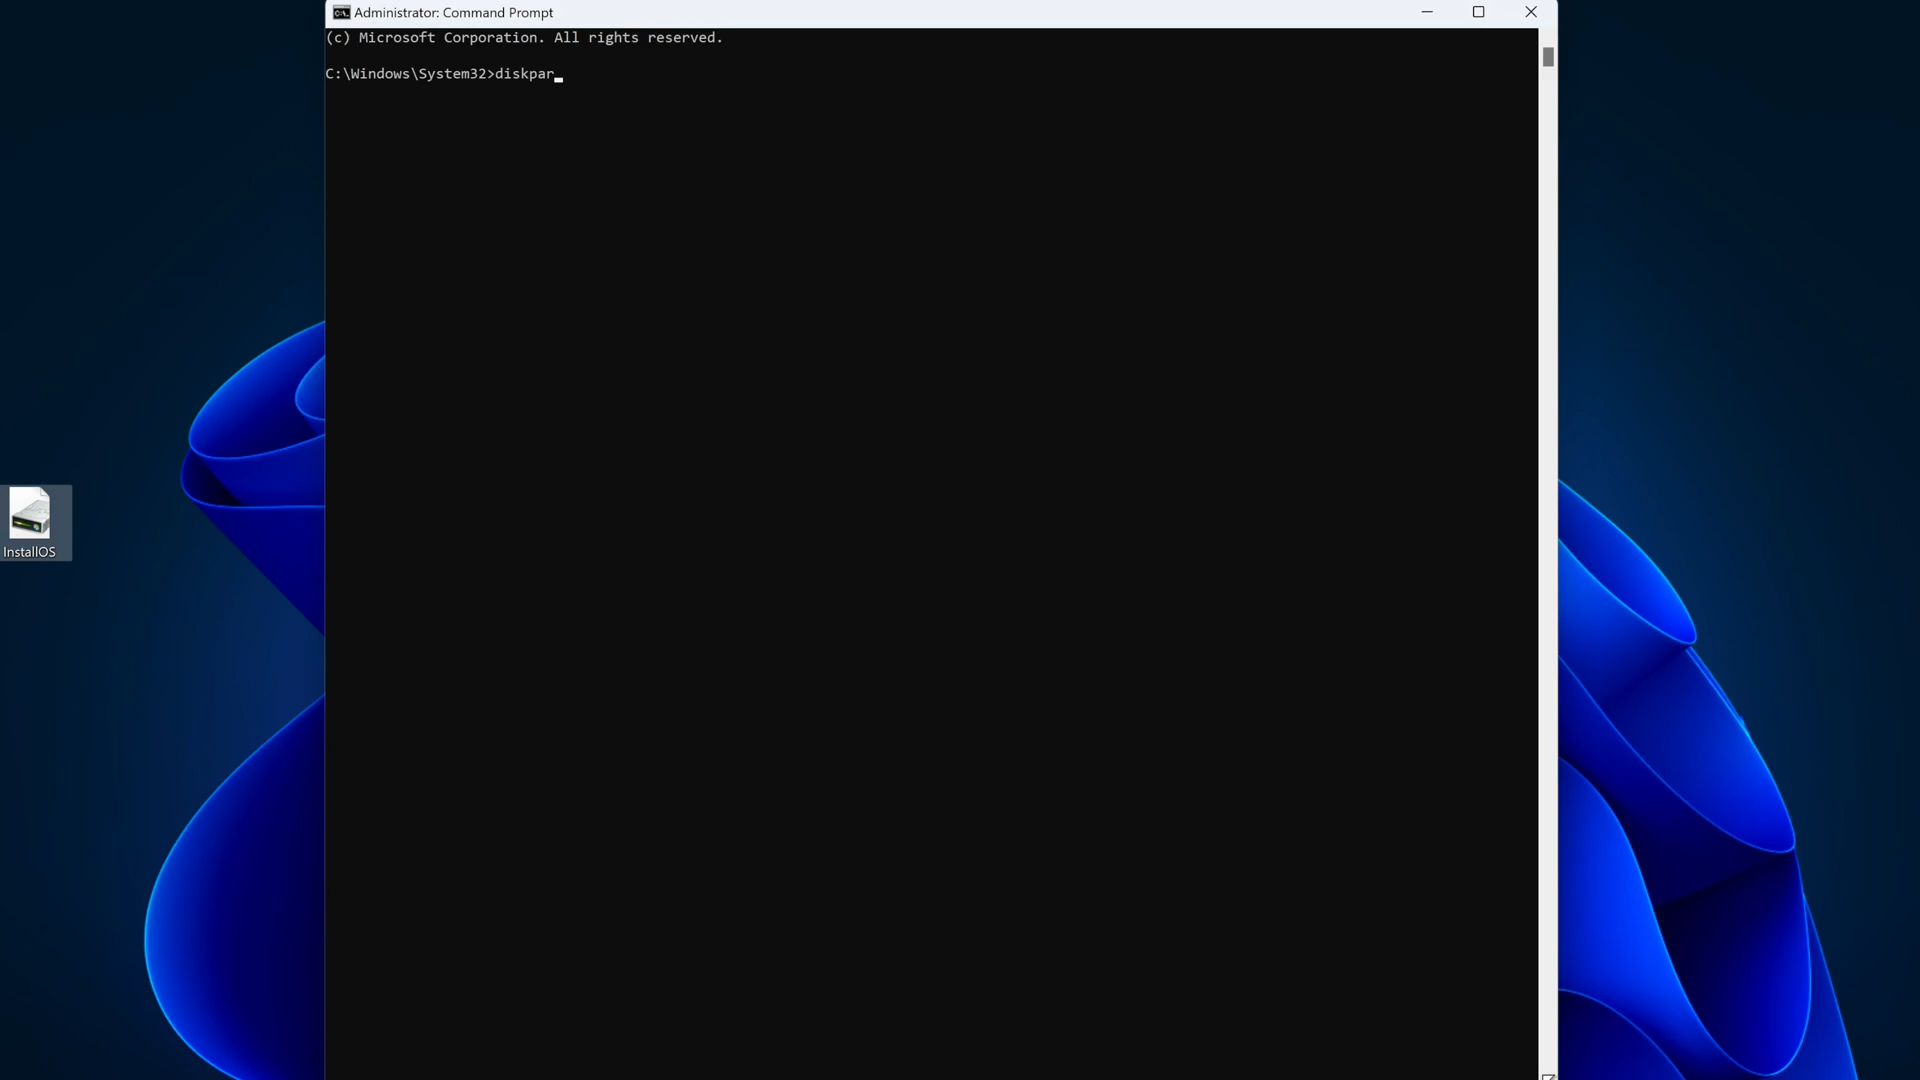 Administrator: Command Prompt
(c) Microsoft Corporation. All rights reserved.
C:\Windows\System32>diskpar
InstallOS